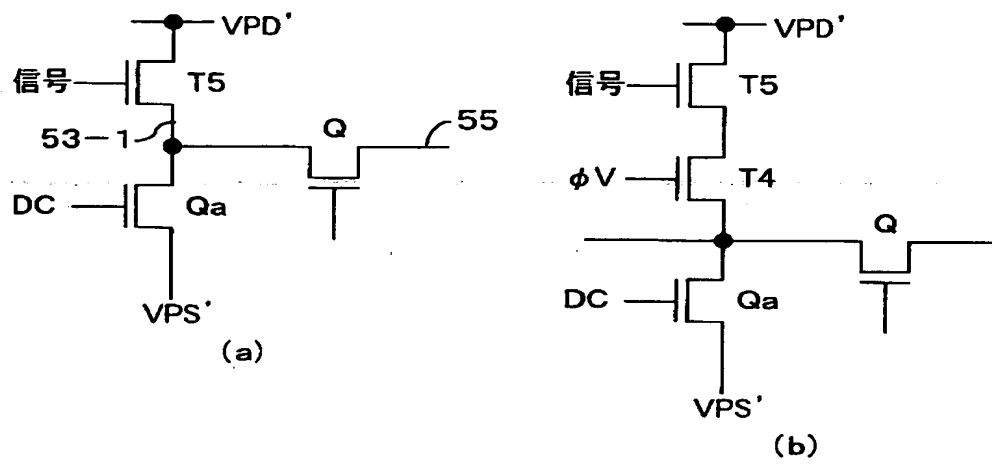 VPD'
信号
T5
53-1
Q
55
DC
Qa
VPS'
(a)
VPD'
信号
T5
φV
T4
Q
DC
Qa
VPS'
(b)